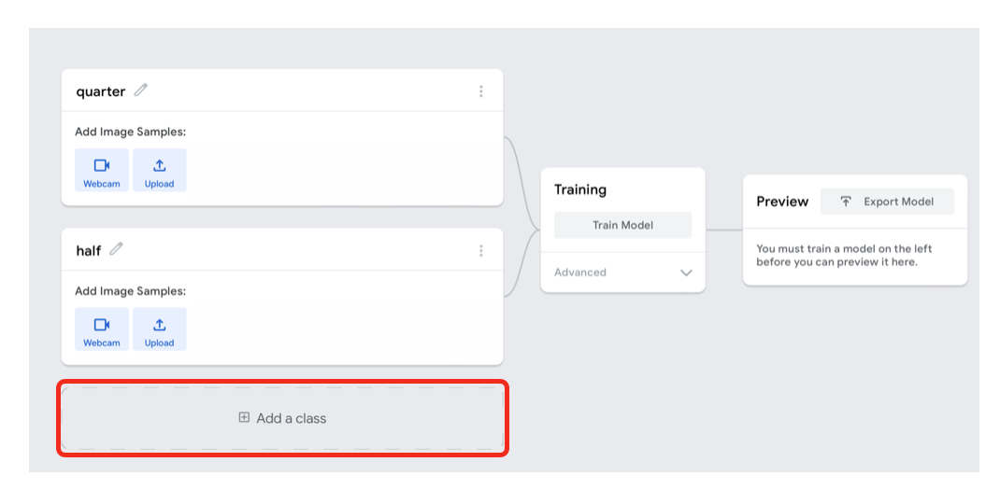 quarter
Add Image Samples:
Webcam
Upload
half
Add Image Samples:
Webcam
Upload
Add a class
Training
Train Model
Advanced
Preview
Export Model
You must train a model on the left
before you can preview it here.